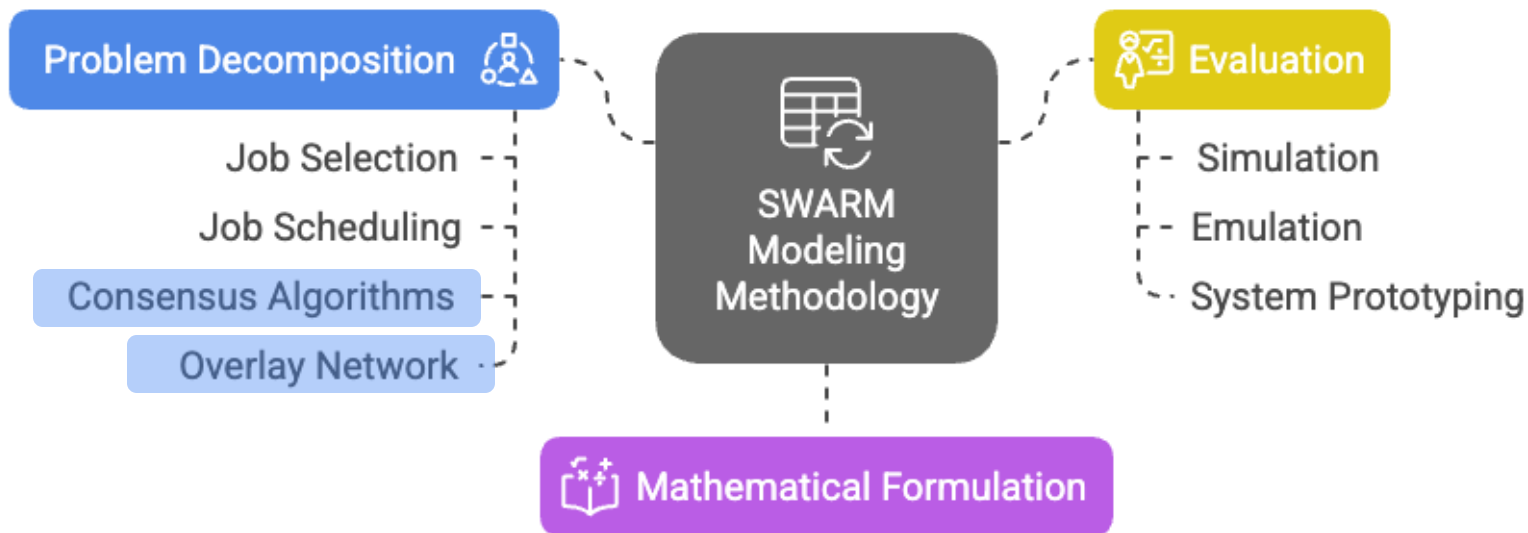 Problem Decomposition
Job Selection
Job Scheduling
Consensus Algorithms
Overlay Network
SWARM
Modeling
Methodology
Evaluation
Simulation
Emulation
System Prototyping
Mathematical Formulation